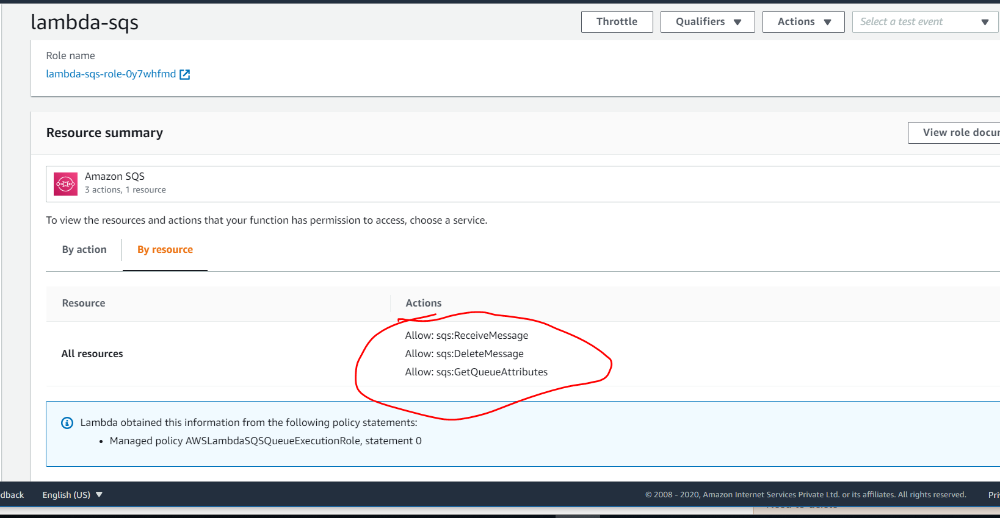 lambda-sqs
Throttle
Qualifiers
Actions
Select a test event
Role name
lambda-sqs-role-0y7whfmd
Resource summary
View role docu
Amazon SQS
3 actions, 1 resource
To view the resources and actions that your function has permission to access, choose a service.
By action
By resource
Resource
Actions
All resources
Allow: sqs:ReceiveMessage
Allow: sqs:DeleteMessage
Allow: sqs:GetQueueAttributes
Lambda obtained this information from the following policy statements:
• Managed policy AWSLambdaSQSQueueExecutionRole, statement 0
dback
English (US)
© 2008 - 2020, Amazon Internet Services Private Ltd. or its affiliates. All rights reserved.
Pri